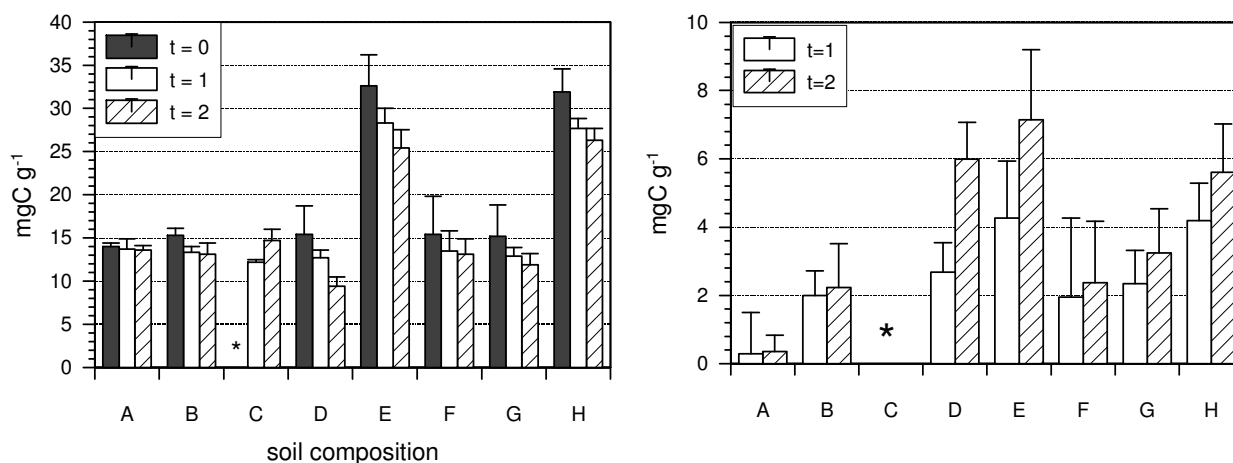 40
35
30
25
20
15
10
5
0
mgC g⁻¹
t = 0
t = 1
t = 2
*
A B C D E F G H
soil composition
10
8
6
4
2
0
mgC g⁻¹
t=1
t=2
*
A B C D E F G H